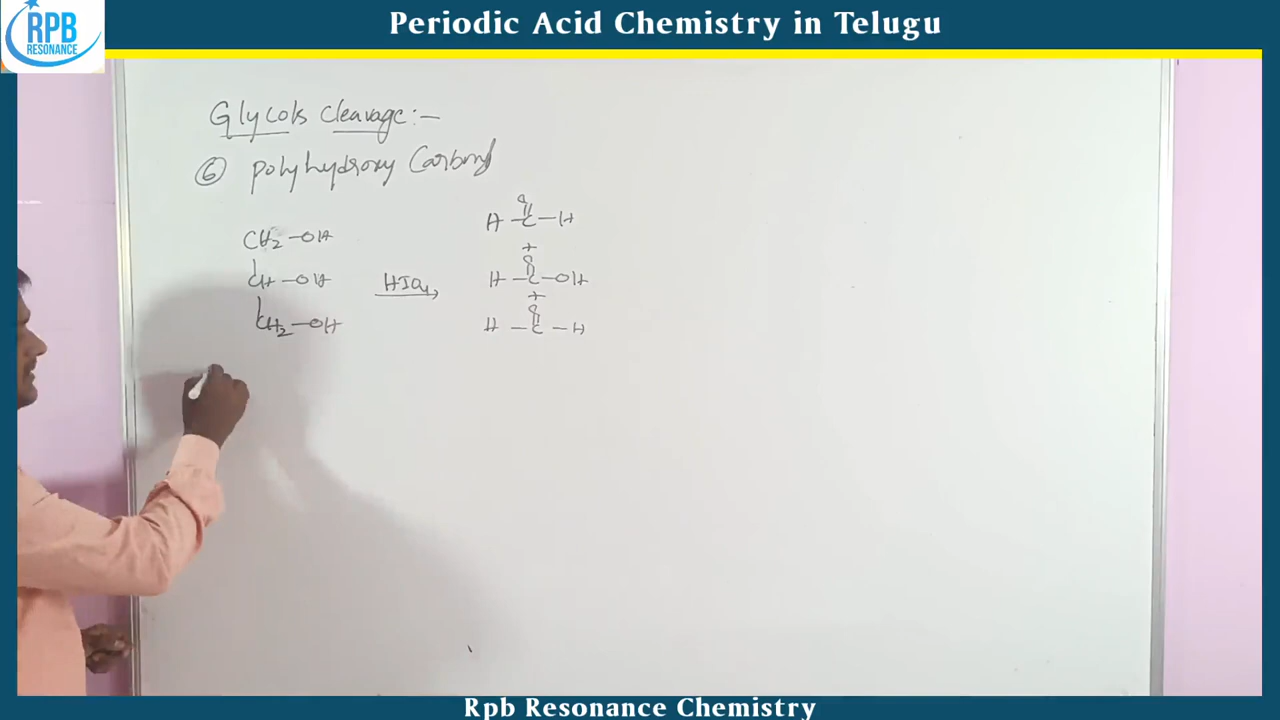 RPB
RESONANCE
Periodic Acid Chemistry in Telugu
Glycols cleavage:-
⑥ polyhydroxy Carbonyl
O
H-C-H
CH2-OH
+
O
CH-OH HIO4 H-C-OH
+
O
CH2-OH H-C-H
Rpb Resonance Chemistry